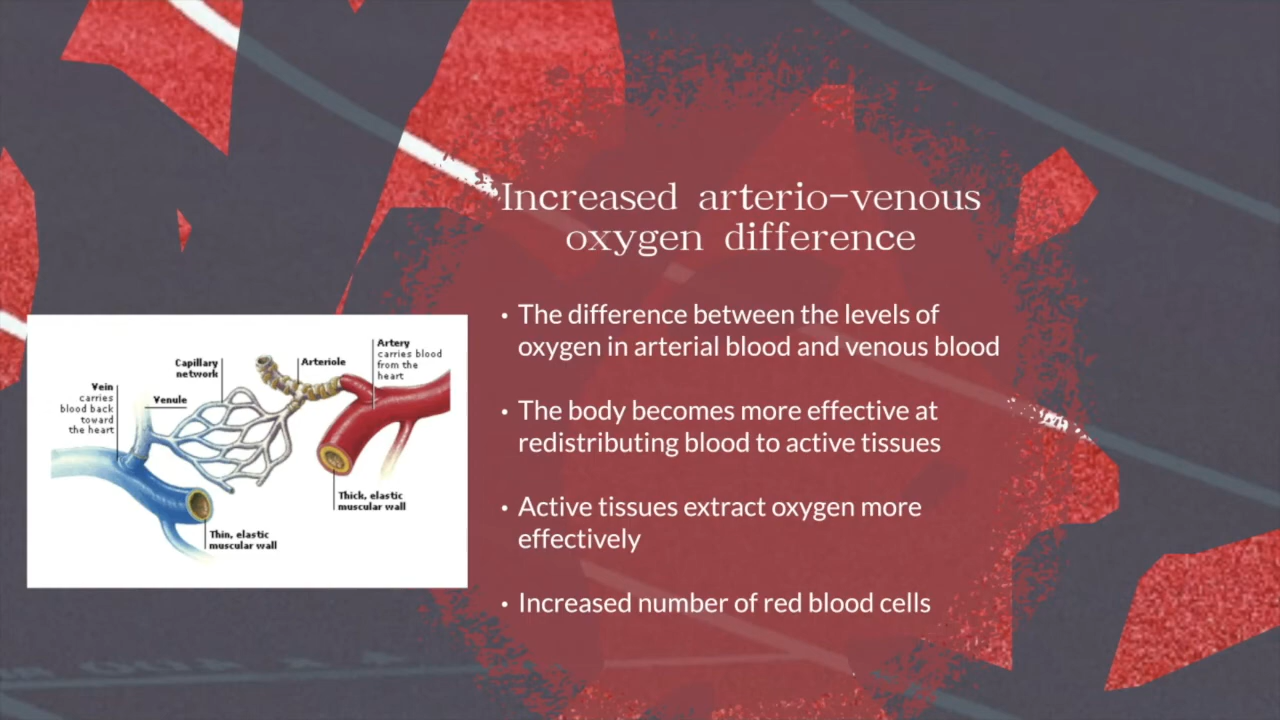 Increased arterio-venous
oxygen difference
• The difference between the levels of
oxygen in arterial blood and venous blood
• The body becomes more effective at
redistributing blood to active tissues
• Active tissues extract oxygen more
effectively
• Increased number of red blood cells
Artery
carries blood
from the
heart
Arteriole
Capillary
network
Vein
carries
blood back
toward
the heart
Venule
Thick, elastic
muscular wall
Thin, elastic
muscular wall